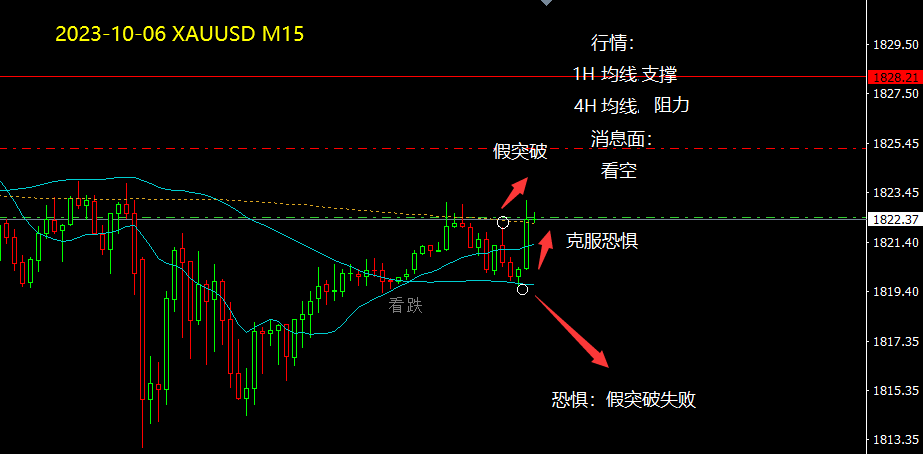 2023-10-06 XAUUSD M15
行情：
1H 均线 支撑
4H 均线 阻力
消息面：
看空
假突破
克服恐惧
看跌
恐惧：假突破失败
1829.50
1828.21
1827.50
1825.45
1823.45
1822.37
1821.40
1819.40
1817.35
1815.35
1813.35